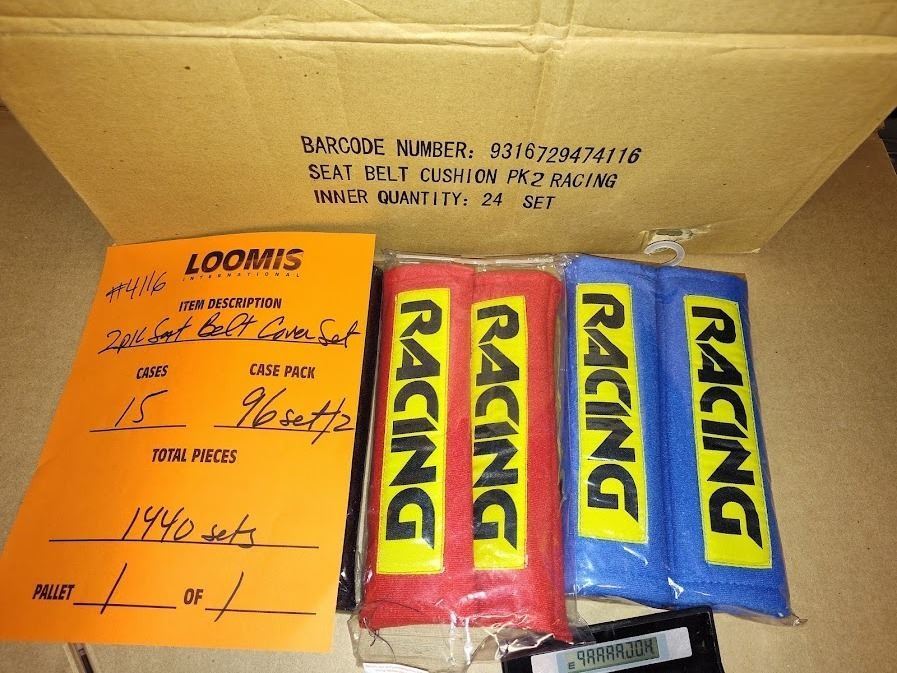 BARCODE NUMBER: 9316729474116
SEAT BELT CUSHION PK2 RACING
INNER QUANTITY: 24 SET
LOOMIS
INTERNATIONAL
#4116
ITEM DESCRIPTION
2pk Seat Belt Cover Set
CASES
CASE PACK
15
96 set/2
TOTAL PIECES
1440 sets
PALLET 1 OF 1
RACING
RACING
RACING
RACING